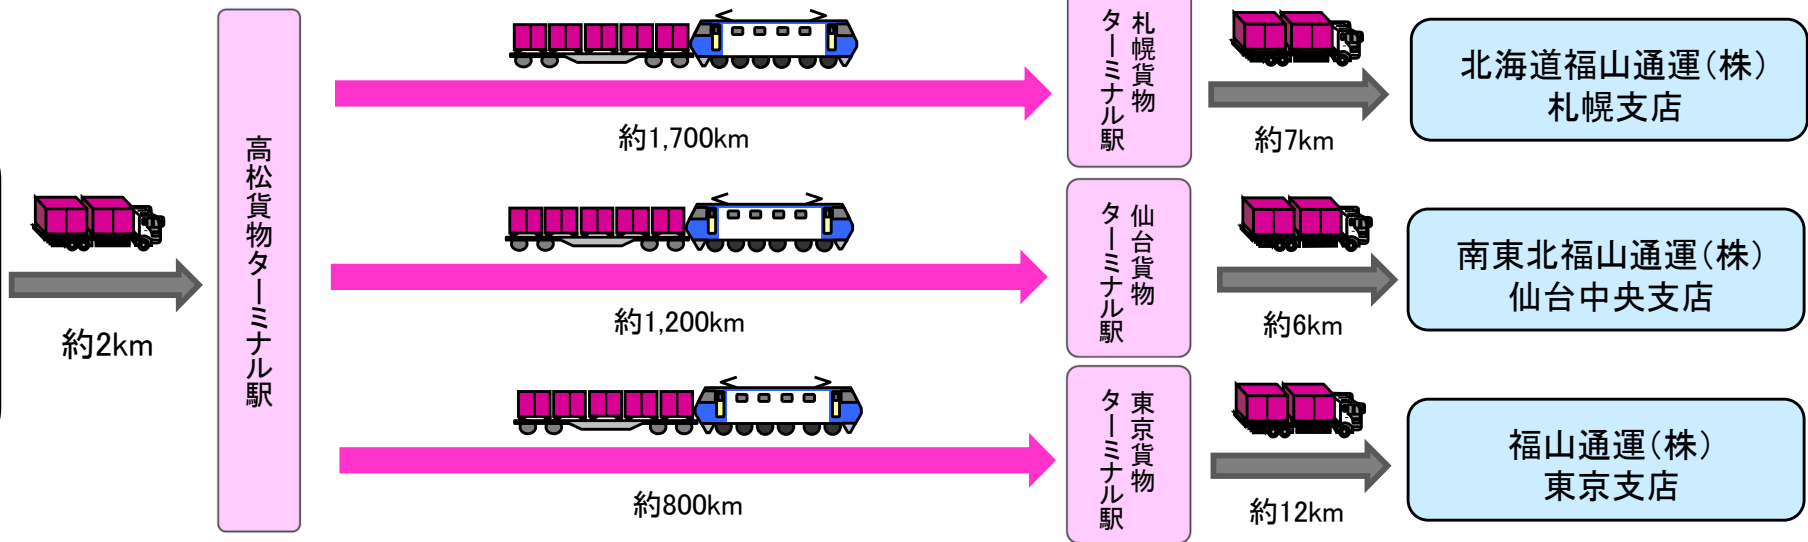 約2km
高松貨物ターミナル駅
約1,700km
札幌貨物
ターミナル駅
約7km
北海道福山通運(株)
札幌支店
約1,200km
仙台貨物
ターミナル駅
約6km
南東北福山通運(株)
仙台中央支店
約800km
東京貨物
ターミナル駅
約12km
福山通運(株)
東京支店